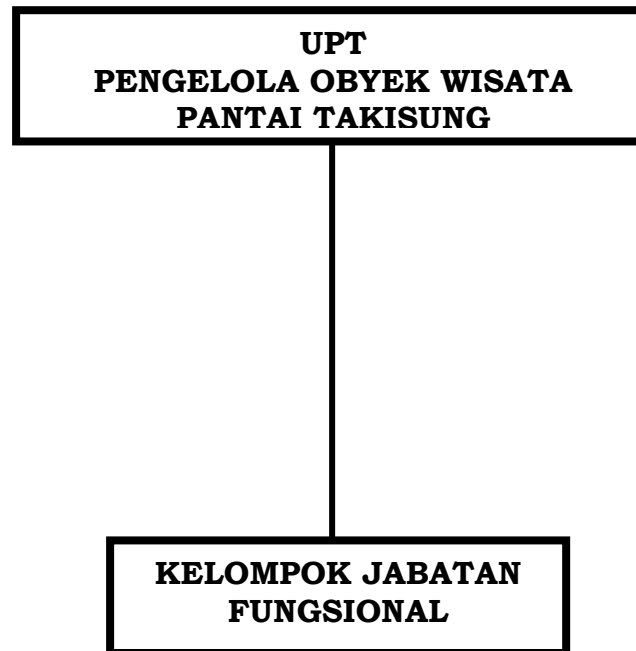 UPT
PENGELOLA OBYEK WISATA
PANTAI TAKISUNG
KELOMPOK JABATAN
FUNGSIONAL